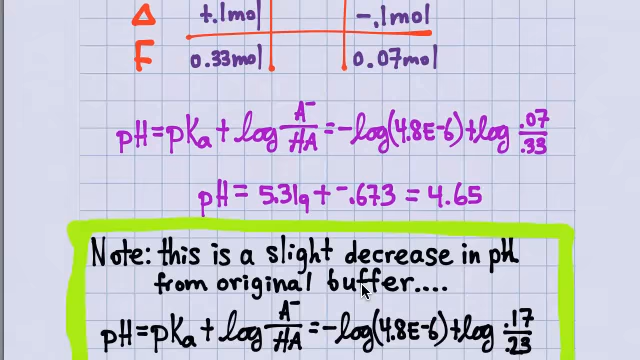 Δ +.1mol -.1mol
F 0.33mol 0.07mol
pH = pKa + log A⁻/HA = -log(4.8E-6) + log .07/.33
pH = 5.319 + -.673 = 4.65
Note: this is a slight decrease in pH
from original buffer....
pH = pKa + log A⁻/HA = -log(4.8E-6) + log .17/.23